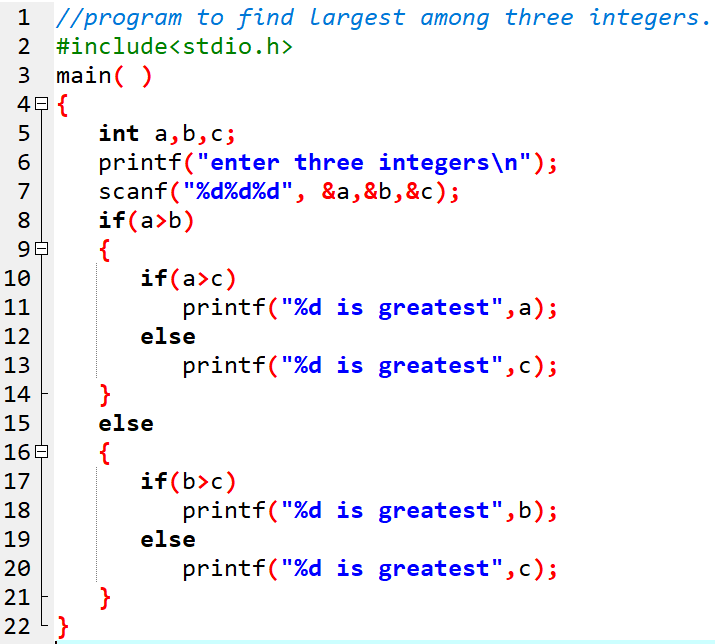 1 //program to find largest among three integers.
2 #include<stdio.h>
3 main( )
4 {
5 int a,b,c;
6 printf("enter three integers\n");
7 scanf("%d%d%d", &a,&b,&c);
8 if(a>b)
9 {
10 if(a>c)
11 printf("%d is greatest",a);
12 else
13 printf("%d is greatest",c);
14 }
15 else
16 {
17 if(b>c)
18 printf("%d is greatest",b);
19 else
20 printf("%d is greatest",c);
21 }
22 }